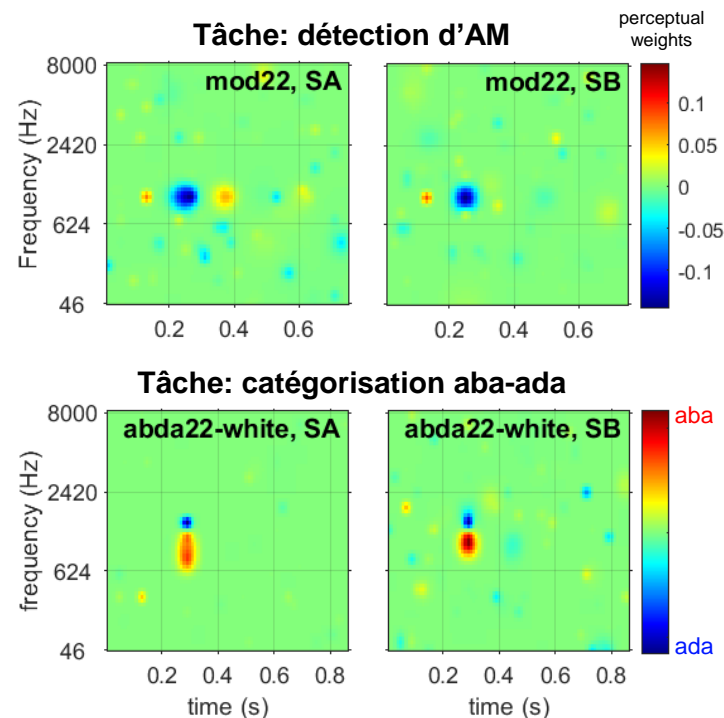 Tâche: détection d'AM
perceptual
weights
mod22, SA
mod22, SB
8000
2420
624
46
Frequency (Hz)
0.2 0.4 0.6
0.2 0.4 0.6
0.1
0.05
0
-0.05
-0.1
Tâche: catégorisation aba-ada
abda22-white, SA
abda22-white, SB
8000
2420
624
46
frequency (Hz)
0.2 0.4 0.6 0.8
0.2 0.4 0.6 0.8
time (s)
time (s)
aba
ada